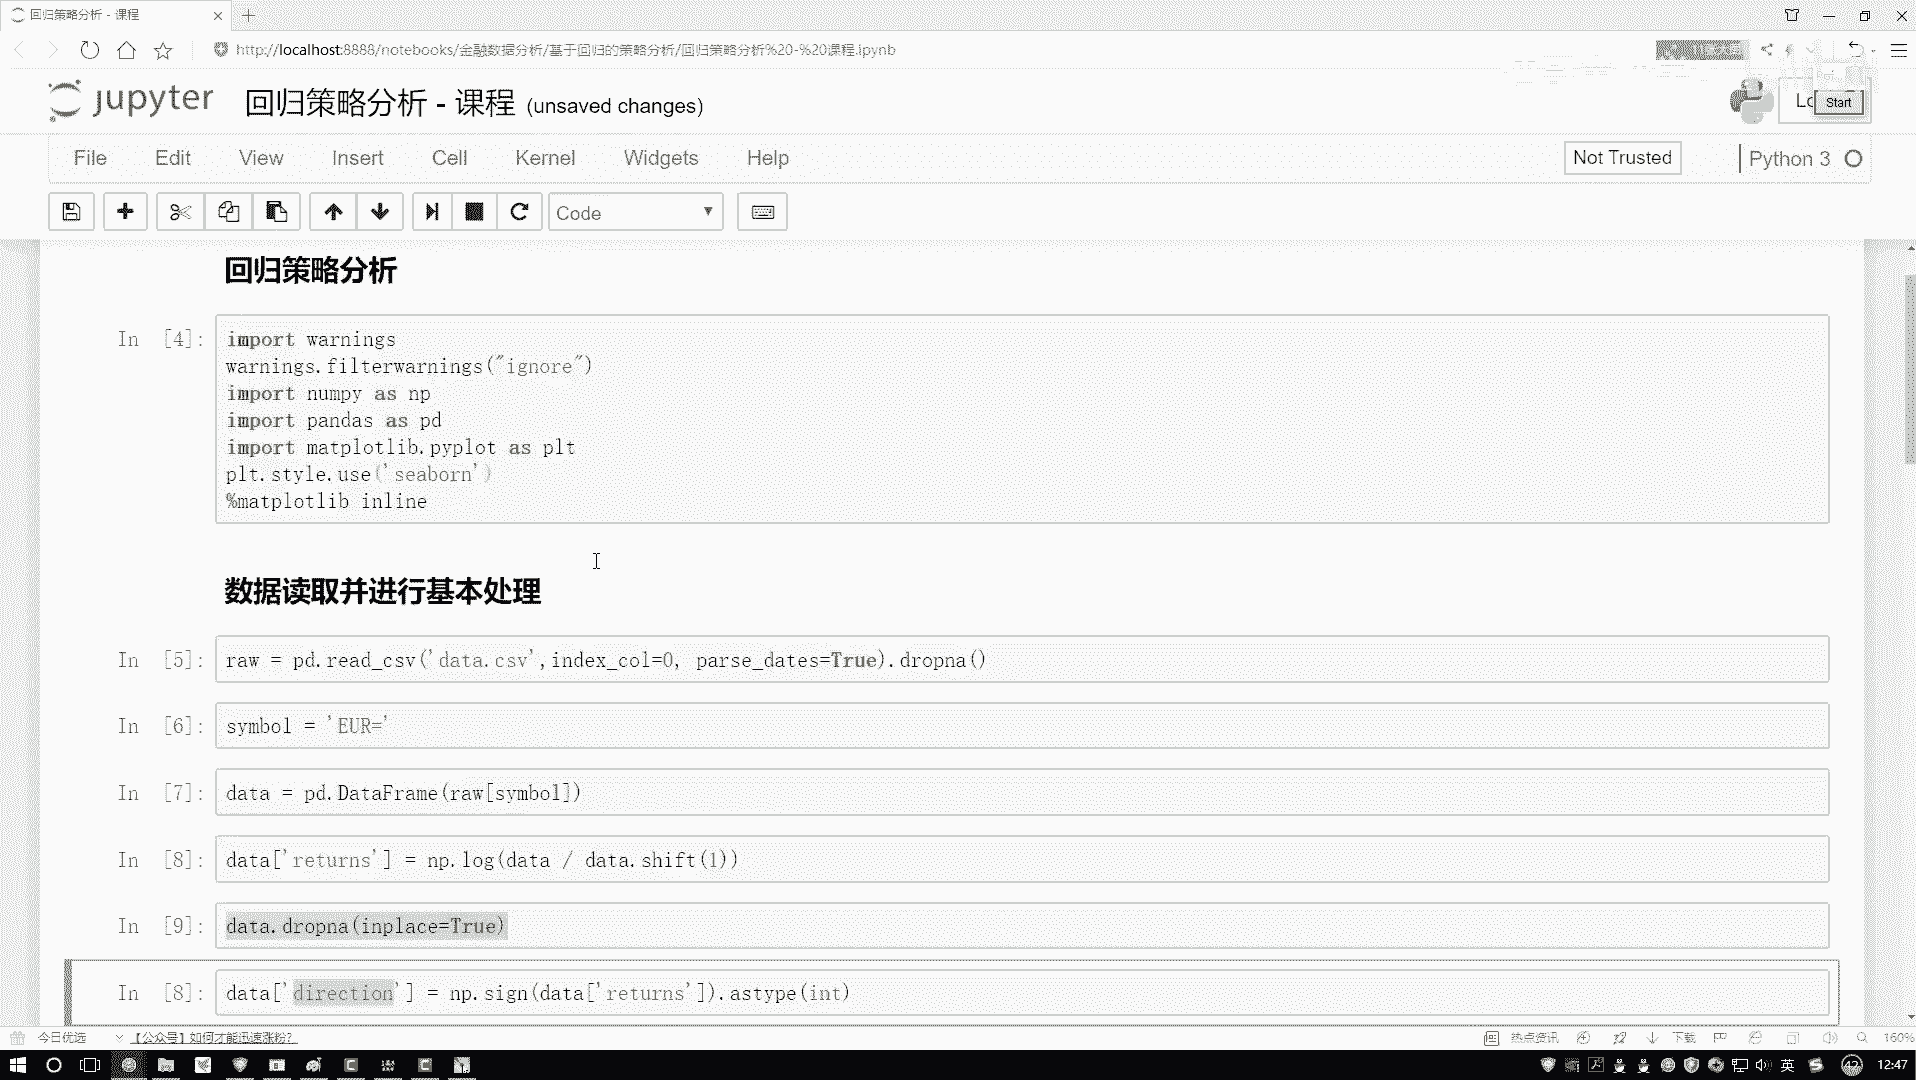 回归策略分析 - 课程
http://localhost:8888/notebooks/金融数据分析/基于回归的策略分析/回归策略分析%20-%20课程.ipynb
jupyter 回归策略分析 - 课程 (unsaved changes)
Start
File Edit View Insert Cell Kernel Widgets Help
Not Trusted
Python 3
Code
回归策略分析
In [4]:
import warnings
warnings.filterwarnings("ignore")
import numpy as np
import pandas as pd
import matplotlib.pyplot as plt
plt.style.use('seaborn')
%matplotlib inline
数据读取并进行基本处理
In [5]: raw = pd.read_csv('data.csv',index_col=0, parse_dates=True).dropna()
In [6]: symbol = 'EUR='
In [7]: data = pd.DataFrame(raw[symbol])
In [8]: data['returns'] = np.log(data / data.shift(1))
In [9]: data.dropna(inplace=True)
In [8]: data['direction'] = np.sign(data['returns']).astype(int)
今日优选 【公众号】如何才能迅速涨粉?
热点资讯
下载
160%
英
42
12:47